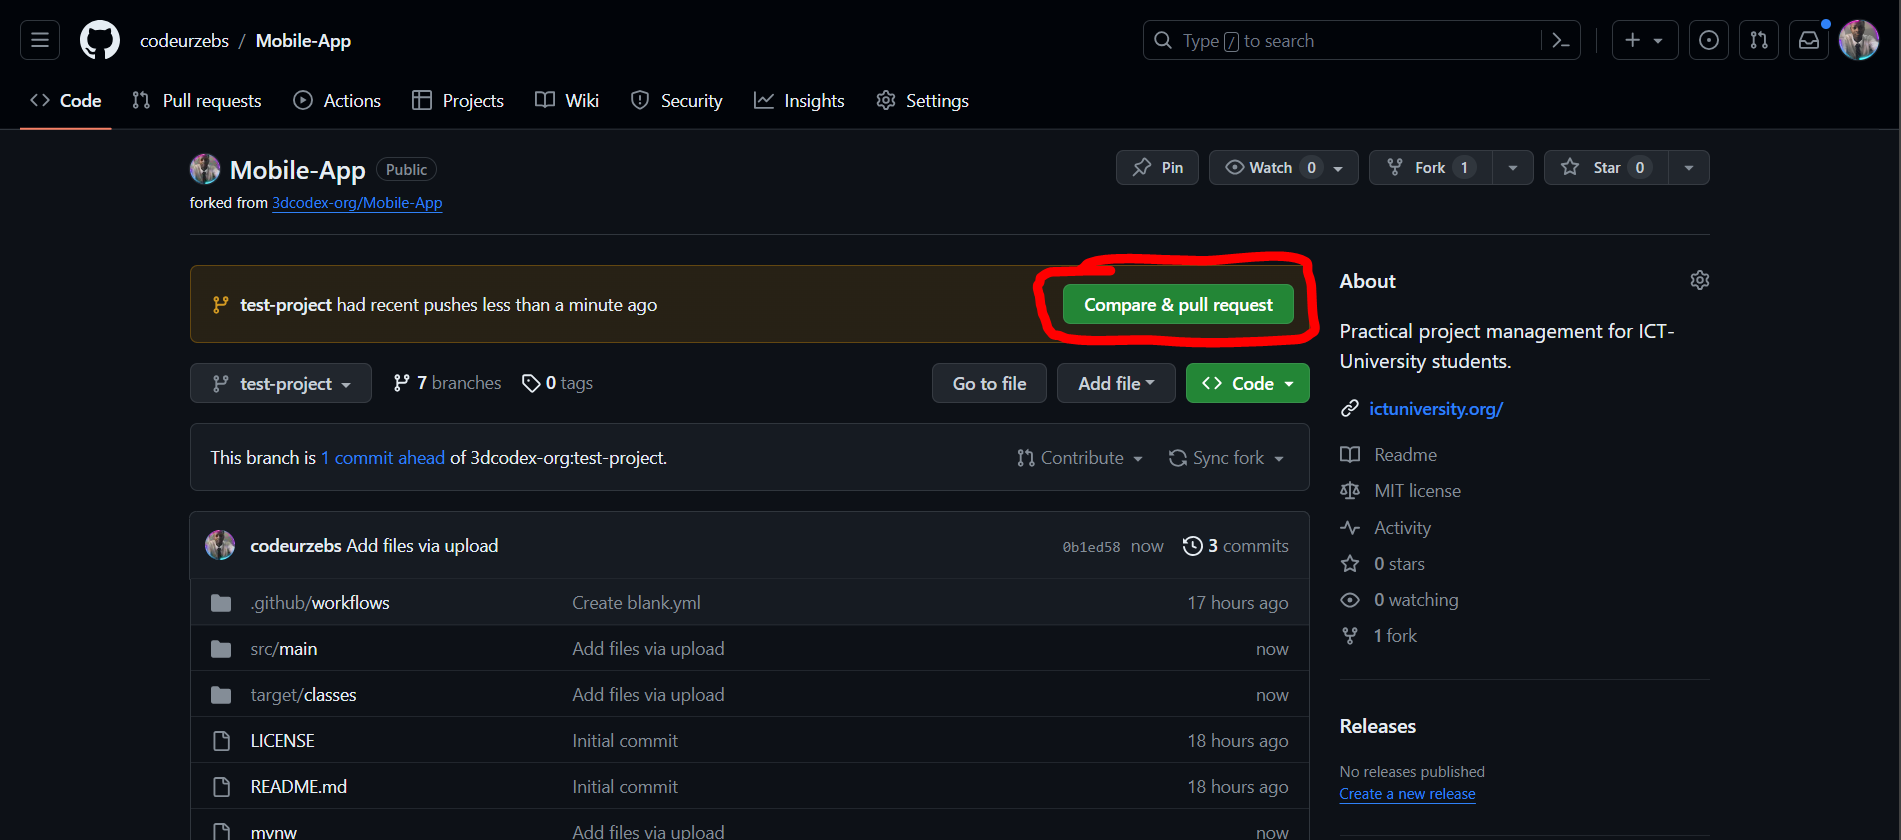 codeurzebs / Mobile-App
Type / to search
Code Pull requests Actions Projects Wiki Security Insights Settings
Mobile-App Public
Pin Watch 0 Fork 1 Star 0
forked from 3dcodex-org/Mobile-App
test-project had recent pushes less than a minute ago Compare & pull request
test-project 7 branches 0 tags Go to file Add file Code
This branch is 1 commit ahead of 3dcodex-org:test-project. Contribute Sync fork
codeurzebs Add files via upload 0b1ed58 now 3 commits
.github/workflows Create blank.yml 17 hours ago
src/main Add files via upload now
target/classes Add files via upload now
LICENSE Initial commit 18 hours ago
README.md Initial commit 18 hours ago
mvnw Add files via upload now
About
Practical project management for ICT-
University students.
ictuniversity.org/
Readme
MIT license
Activity
0 stars
0 watching
1 fork
Releases
No releases published
Create a new release